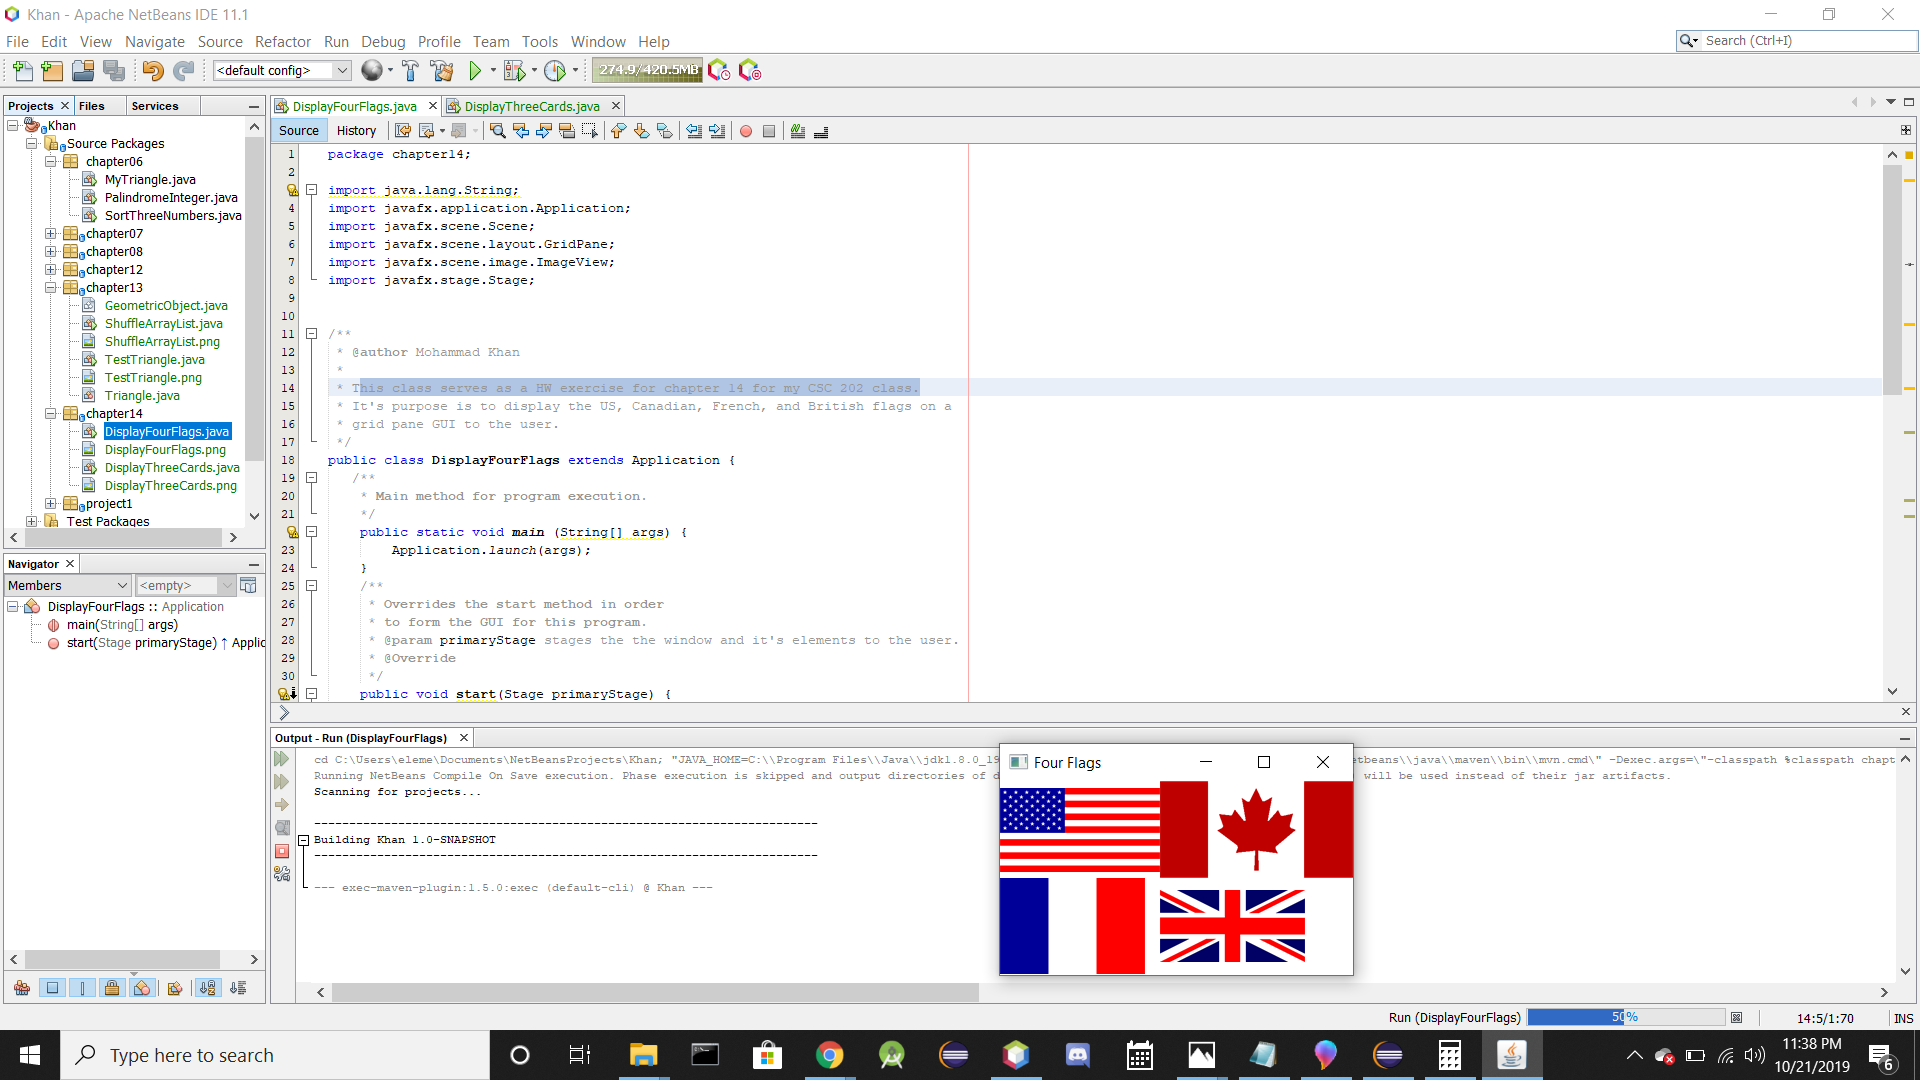 Khan - Apache NetBeans IDE 11.1
File Edit View Navigate Source Refactor Run Debug Profile Team Tools Window Help
Search (Ctrl+I)
<default config>
274.9/420.5MB
Projects Files Services
DisplayFourFlags.java DisplayThreeCards.java
Source History
Khan
Source Packages
chapter06
MyTriangle.java
PalindromeInteger.java
SortThreeNumbers.java
chapter07
chapter08
chapter12
chapter13
GeometricObject.java
ShuffleArrayList.java
ShuffleArrayList.png
TestTriangle.java
TestTriangle.png
Triangle.java
chapter14
DisplayFourFlags.java
DisplayFourFlags.png
DisplayThreeCards.java
DisplayThreeCards.png
project1
Test Packages
Navigator
Members <empty>
DisplayFourFlags :: Application
main(String[] args)
start(Stage primaryStage) ↑ Applic
1 package chapter14;
2
import java.lang.String;
4 import javafx.application.Application;
5 import javafx.scene.Scene;
6 import javafx.scene.layout.GridPane;
7 import javafx.scene.image.ImageView;
8 import javafx.stage.Stage;
9
10
11 /**
12 * @author Mohammad Khan
13 *
14 * This class serves as a HW exercise for chapter 14 for my CSC 202 class.
15 * It's purpose is to display the US, Canadian, French, and British flags on a
16 * grid pane GUI to the user.
17 */
18 public class DisplayFourFlags extends Application {
19 /**
20 * Main method for program execution.
21 */
public static void main (String[] args) {
23 Application.launch(args);
24 }
25 /**
26 * Overrides the start method in order
27 * to form the GUI for this program.
28 * @param primaryStage stages the the window and it's elements to the user.
29 * @Override
30 */
public void start(Stage primaryStage) {
Output - Run (DisplayFourFlags)
cd C:\Users\eleme\Documents\NetBeansProjects\Khan; "JAVA_HOME=C:\\Program Files\\Java\\jdk1.8.0_19 etbeans\\java\\maven\\bin\\mvn.cmd\" -Dexec.args=\"-classpath %classpath chapt
Running NetBeans Compile On Save execution. Phase execution is skipped and output directories of d will be used instead of their jar artifacts.
Scanning for projects...
------------------------------------------------------------------------
Building Khan 1.0-SNAPSHOT
------------------------------------------------------------------------
--- exec-maven-plugin:1.5.0:exec (default-cli) @ Khan ---
Four Flags
Run (DisplayFourFlags) 50% 14:5/1:70 INS
Type here to search
11:38 PM
10/21/2019
6